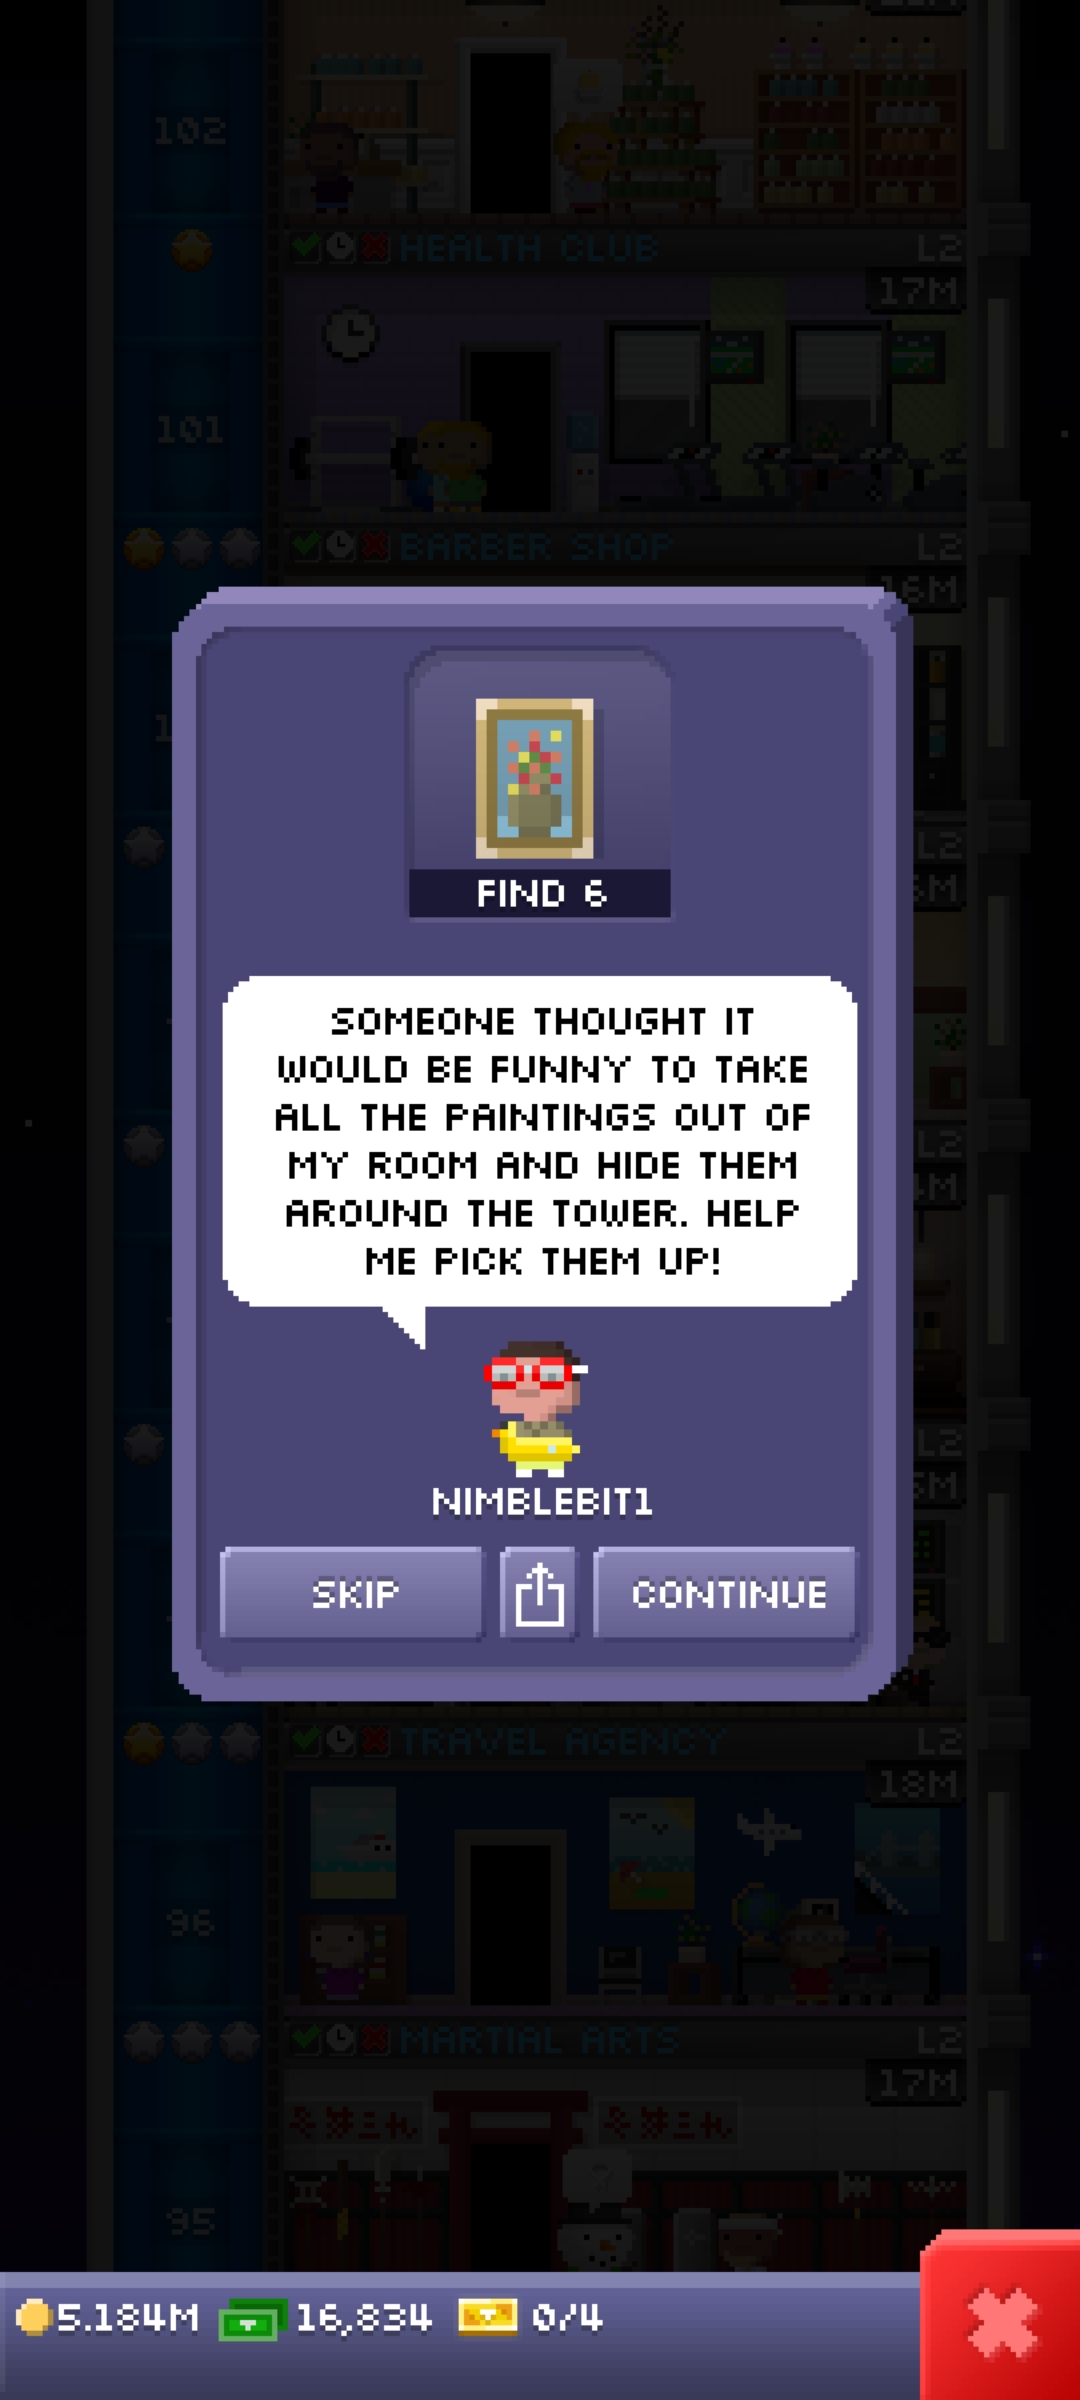 102
HEALTH CLUB L2
17M
101
BARBER SHOP L2
16M
FIND 6
L2
SOMEONE THOUGHT IT
WOULD BE FUNNY TO TAKE
ALL THE PAINTINGS OUT OF
MY ROOM AND HIDE THEM
AROUND THE TOWER. HELP
ME PICK THEM UP!
L2
L2
NIMBLEBIT1
SKIP
CONTINUE
TRAVEL AGENCY L2
18M
96
MARTIAL ARTS L2
17M
95
5.184M 16,834 0/4